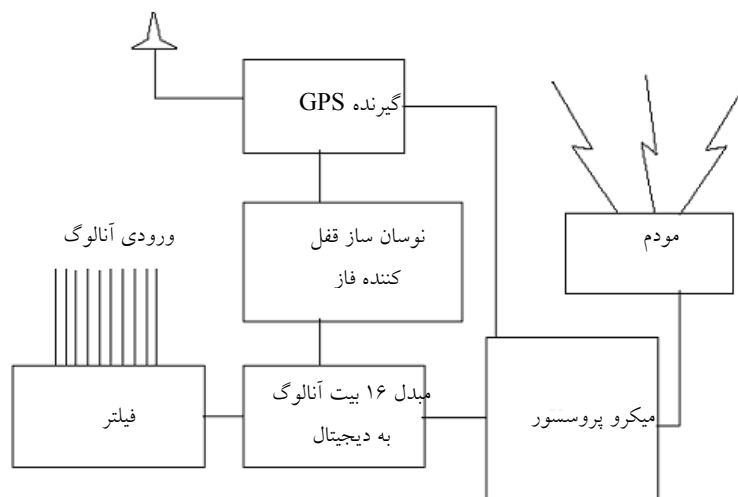 گیرنده GPS
نوسان ساز قفل
کننده فاز
مودم
ورودی آنالوگ
فیلتر
مبدل ۱۶ بیت آنالوگ
به دیجیتال
میکرو پروسسور